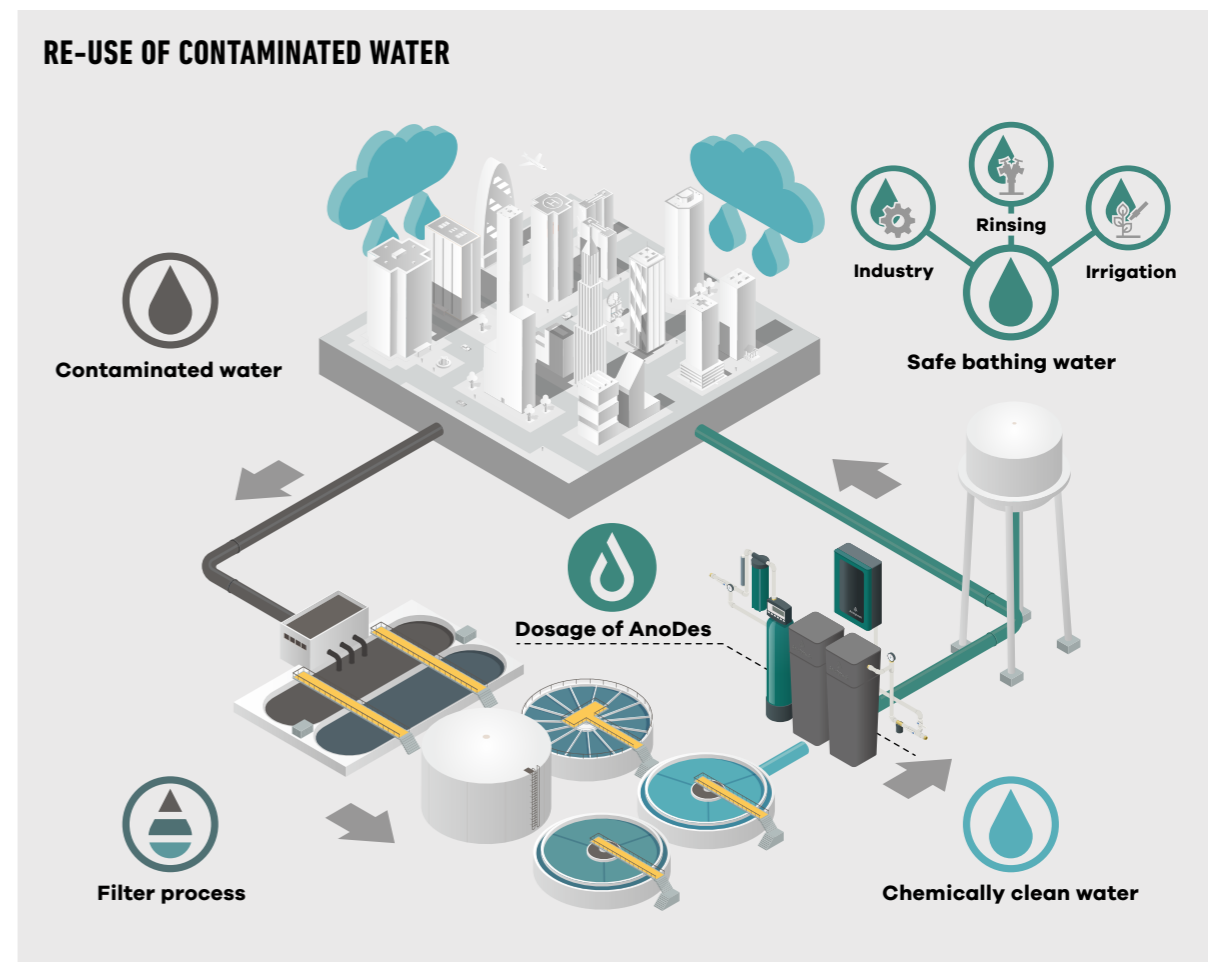 RE-USE OF CONTAMINATED WATER
Rinsing
Industry
Irrigation
Contaminated water
Safe bathing water
Dosage of AnoDes
Filter process
Chemically clean water